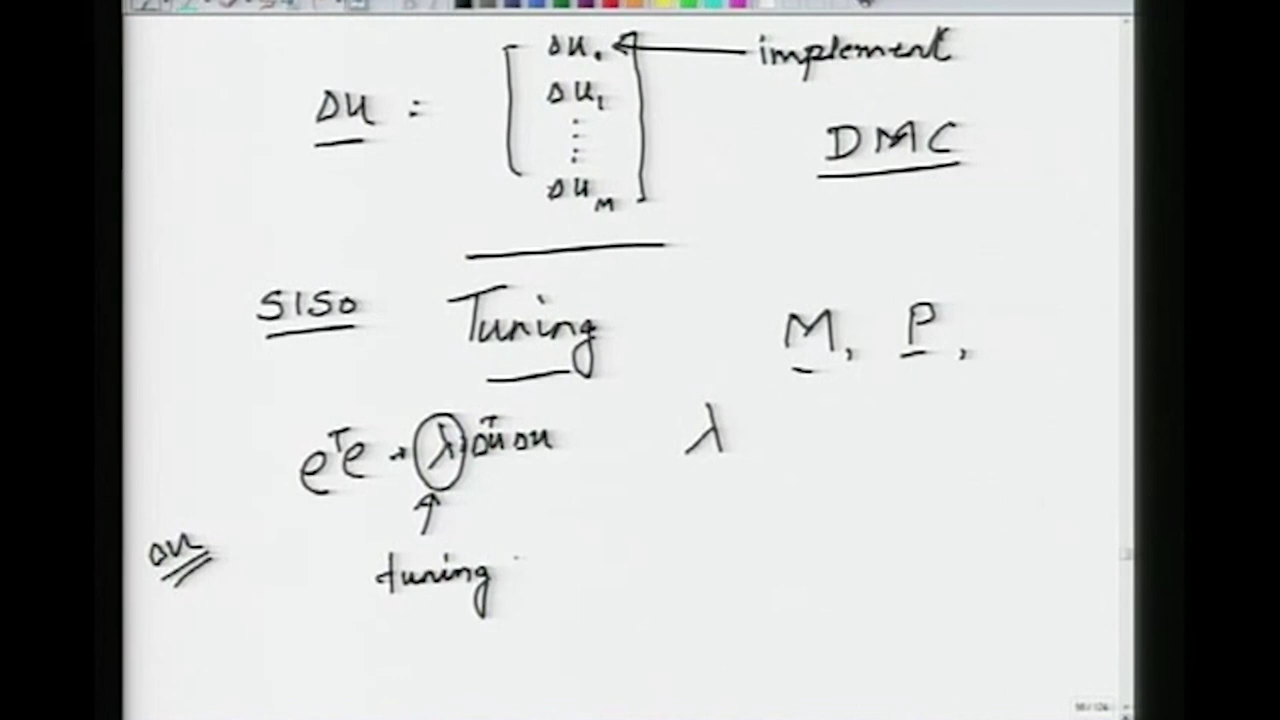 Δu₀ ← implement
Δu = Δu₁
⋮
Δu_M
DMC
SISO Tuning M, P,
eᵀe + λ Δuᵀ Δu λ
Δu
tuning